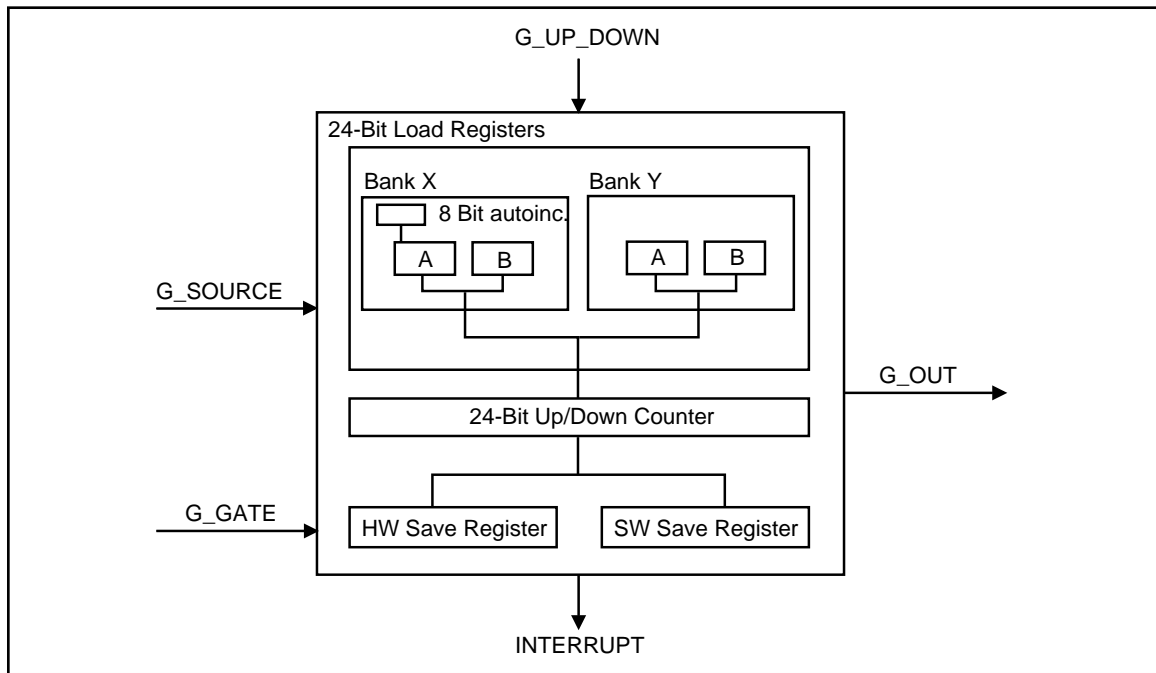 G_UP_DOWN
24-Bit Load Registers
Bank X
Bank Y
8 Bit autoinc.
A
B
A
B
G_SOURCE
G_OUT
24-Bit Up/Down Counter
G_GATE
HW Save Register
SW Save Register
INTERRUPT